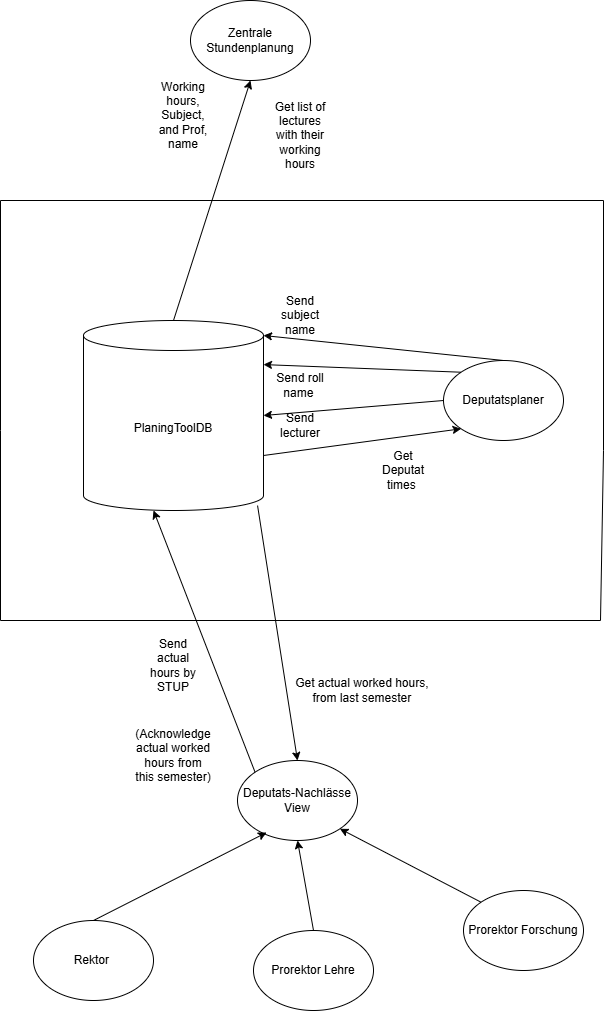 Zentrale
Stundenplanung
Working
hours,
Subject,
and Prof,
name
Get list of
lectures
with their
working
hours
Send
subject
name
Send roll
name
Deputatsplaner
Send
lecturer
PlaningToolDB
Get
Deputat
times
Send
actual
hours by
STUP
(Acknowledge
actual worked
hours from
this semester)
Get actual worked hours,
from last semester
Deputats-Nachlässe
View
Rektor
Prorektor Lehre
Prorektor Forschung